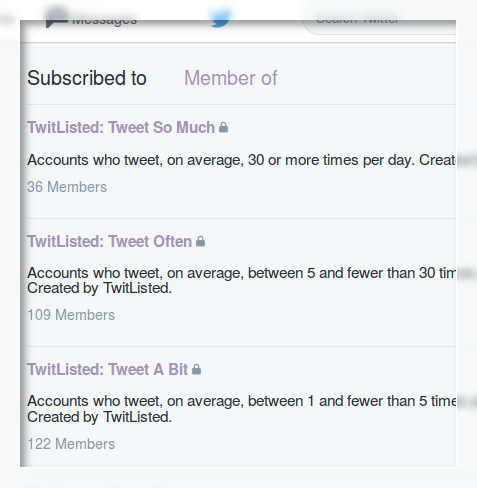 Messages
Search Twitter
Subscribed to Member of
TwitListed: Tweet So Much
Accounts who tweet, on average, 30 or more times per day. Creat
36 Members
TwitListed: Tweet Often
Accounts who tweet, on average, between 5 and fewer than 30 tim
Created by TwitListed.
109 Members
TwitListed: Tweet A Bit
Accounts who tweet, on average, between 1 and fewer than 5 time
Created by TwitListed.
122 Members